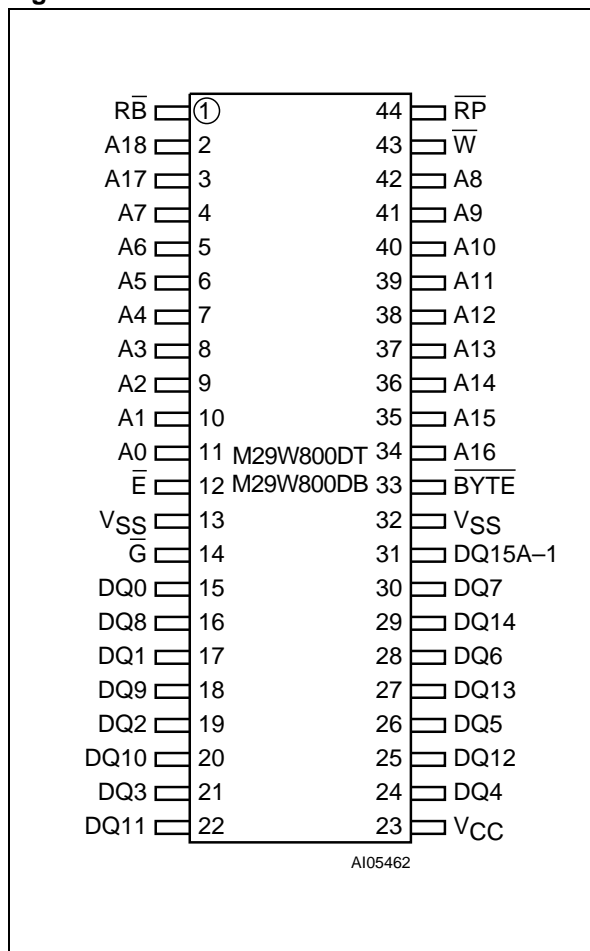 RB̅ 1 44 R̅P̅
A18 2 43 W̅
A17 3 42 A8
A7 4 41 A9
A6 5 40 A10
A5 6 39 A11
A4 7 38 A12
A3 8 37 A13
A2 9 36 A14
A1 10 35 A15
A0 11 M29W800DT 34 A16
E̅ 12 M29W800DB 33 B̅Y̅T̅E̅
VSS 13 32 VSS
G̅ 14 31 DQ15A–1
DQ0 15 30 DQ7
DQ8 16 29 DQ14
DQ1 17 28 DQ6
DQ9 18 27 DQ13
DQ2 19 26 DQ5
DQ10 20 25 DQ12
DQ3 21 24 DQ4
DQ11 22 23 VCC
AI05462